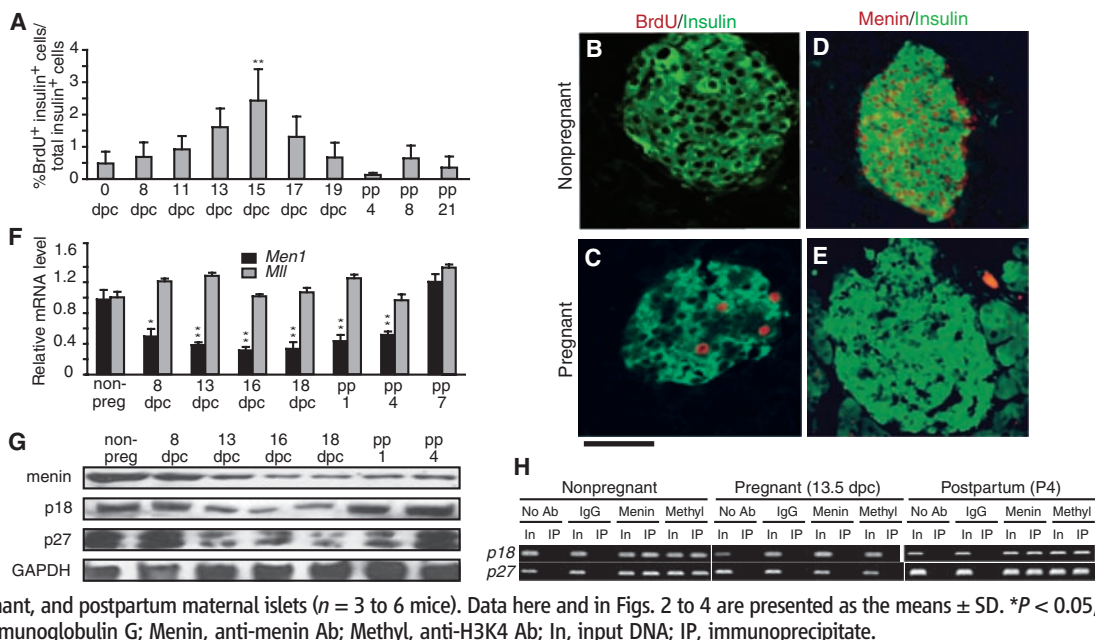 A
%BrdU+ insulin+ cells/
total insulin+ cells
4
3
2
1
0
**
0 8 11 13 15 17 19 pp pp pp
dpc dpc dpc dpc dpc dpc dpc 4 8 21
BrdU/Insulin
Menin/Insulin
B
D
Nonpregnant
C
E
Pregnant
F
Relative mRNA level
1.6
1.2
0.8
0.4
0
Men1
Mll
* ** ** * ** **
non- 8 13 16 18 pp pp pp
preg dpc dpc dpc dpc 1 4 7
G
non- 8 13 16 18 pp pp
preg dpc dpc dpc dpc 1 4
menin
p18
p27
GAPDH
H
Nonpregnant Pregnant (13.5 dpc) Postpartum (P4)
No Ab IgG Menin Methyl No Ab IgG Menin Methyl No Ab IgG Menin Methyl
In IP In IP In IP In IP In IP In IP In IP In IP In IP In IP In IP In IP
p18
p27
nant, and postpartum maternal islets (n = 3 to 6 mice). Data here and in Figs. 2 to 4 are presented as the means ± SD. *P < 0.05,
munoglobulin G; Menin, anti-menin Ab; Methyl, anti-H3K4 Ab; In, input DNA; IP, immunoprecipitate.